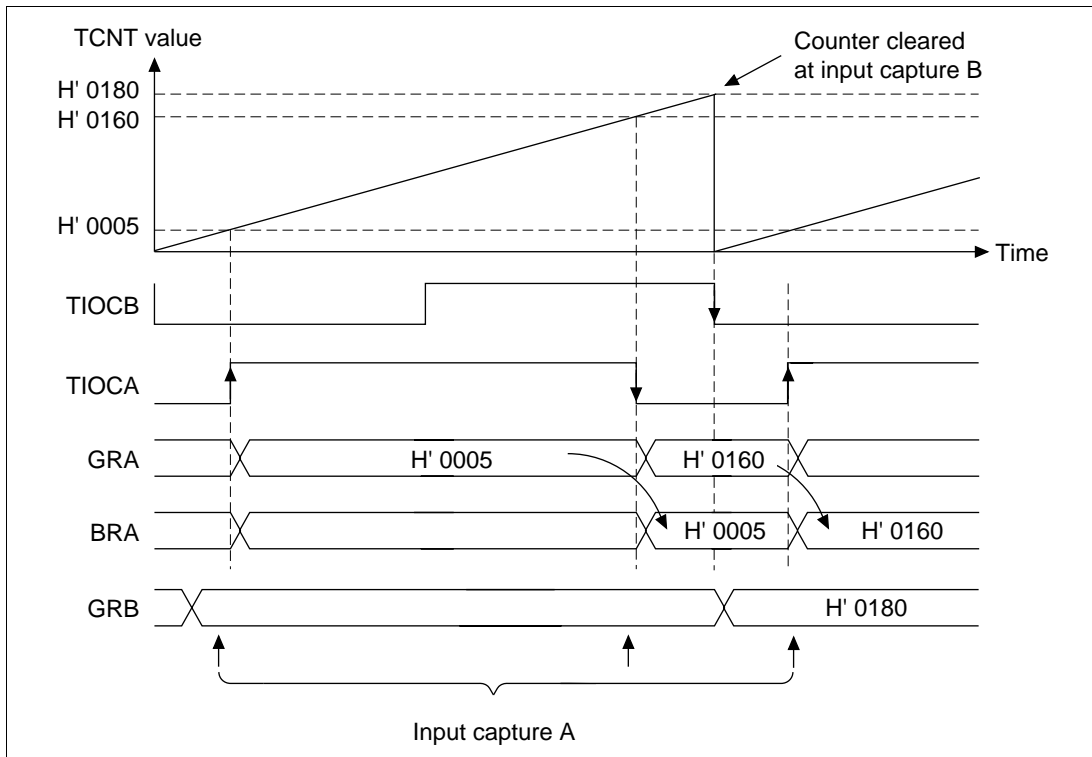 TCNT value
Counter cleared
at input capture B
H' 0180
H' 0160
H' 0005
Time
TIOCB
TIOCA
GRA
H' 0005
H' 0160
BRA
H' 0005
H' 0160
GRB
H' 0180
Input capture A